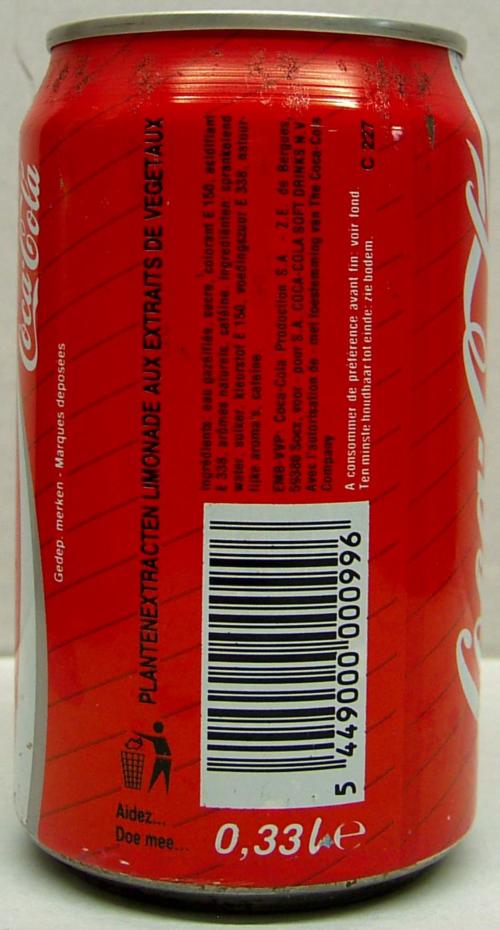 Coca-Cola
Gedep. merken - Marques deposees
PLANTENEXTRACTEN LIMONADE AUX EXTRAITS DE VEGETAUX
Ingrédients: eau gazéifiée, sucre, colorant E 150, acidifiant
E 338, arômes naturels, caféine. Ingrediënten: sprankelend
water, suiker, kleurstof E 150, voedingszuur E 338, natuur-
lijke aroma's, cafeïne
EMB VVP: Coca-Cola Production S.A. - Z.E. de Bergues,
59380 Socx, voor pour S.A. COCA-COLA SOFT DRINKS N.V.
Avec l'autorisation de met toestemming van The Coca-Cola
Company
A consommer de préférence avant fin: voir fond.
Ten minste houdbaar tot einde: zie bodem.
C 227
5 449000 000996
Aidez...
Doe mee...
0,33 l e